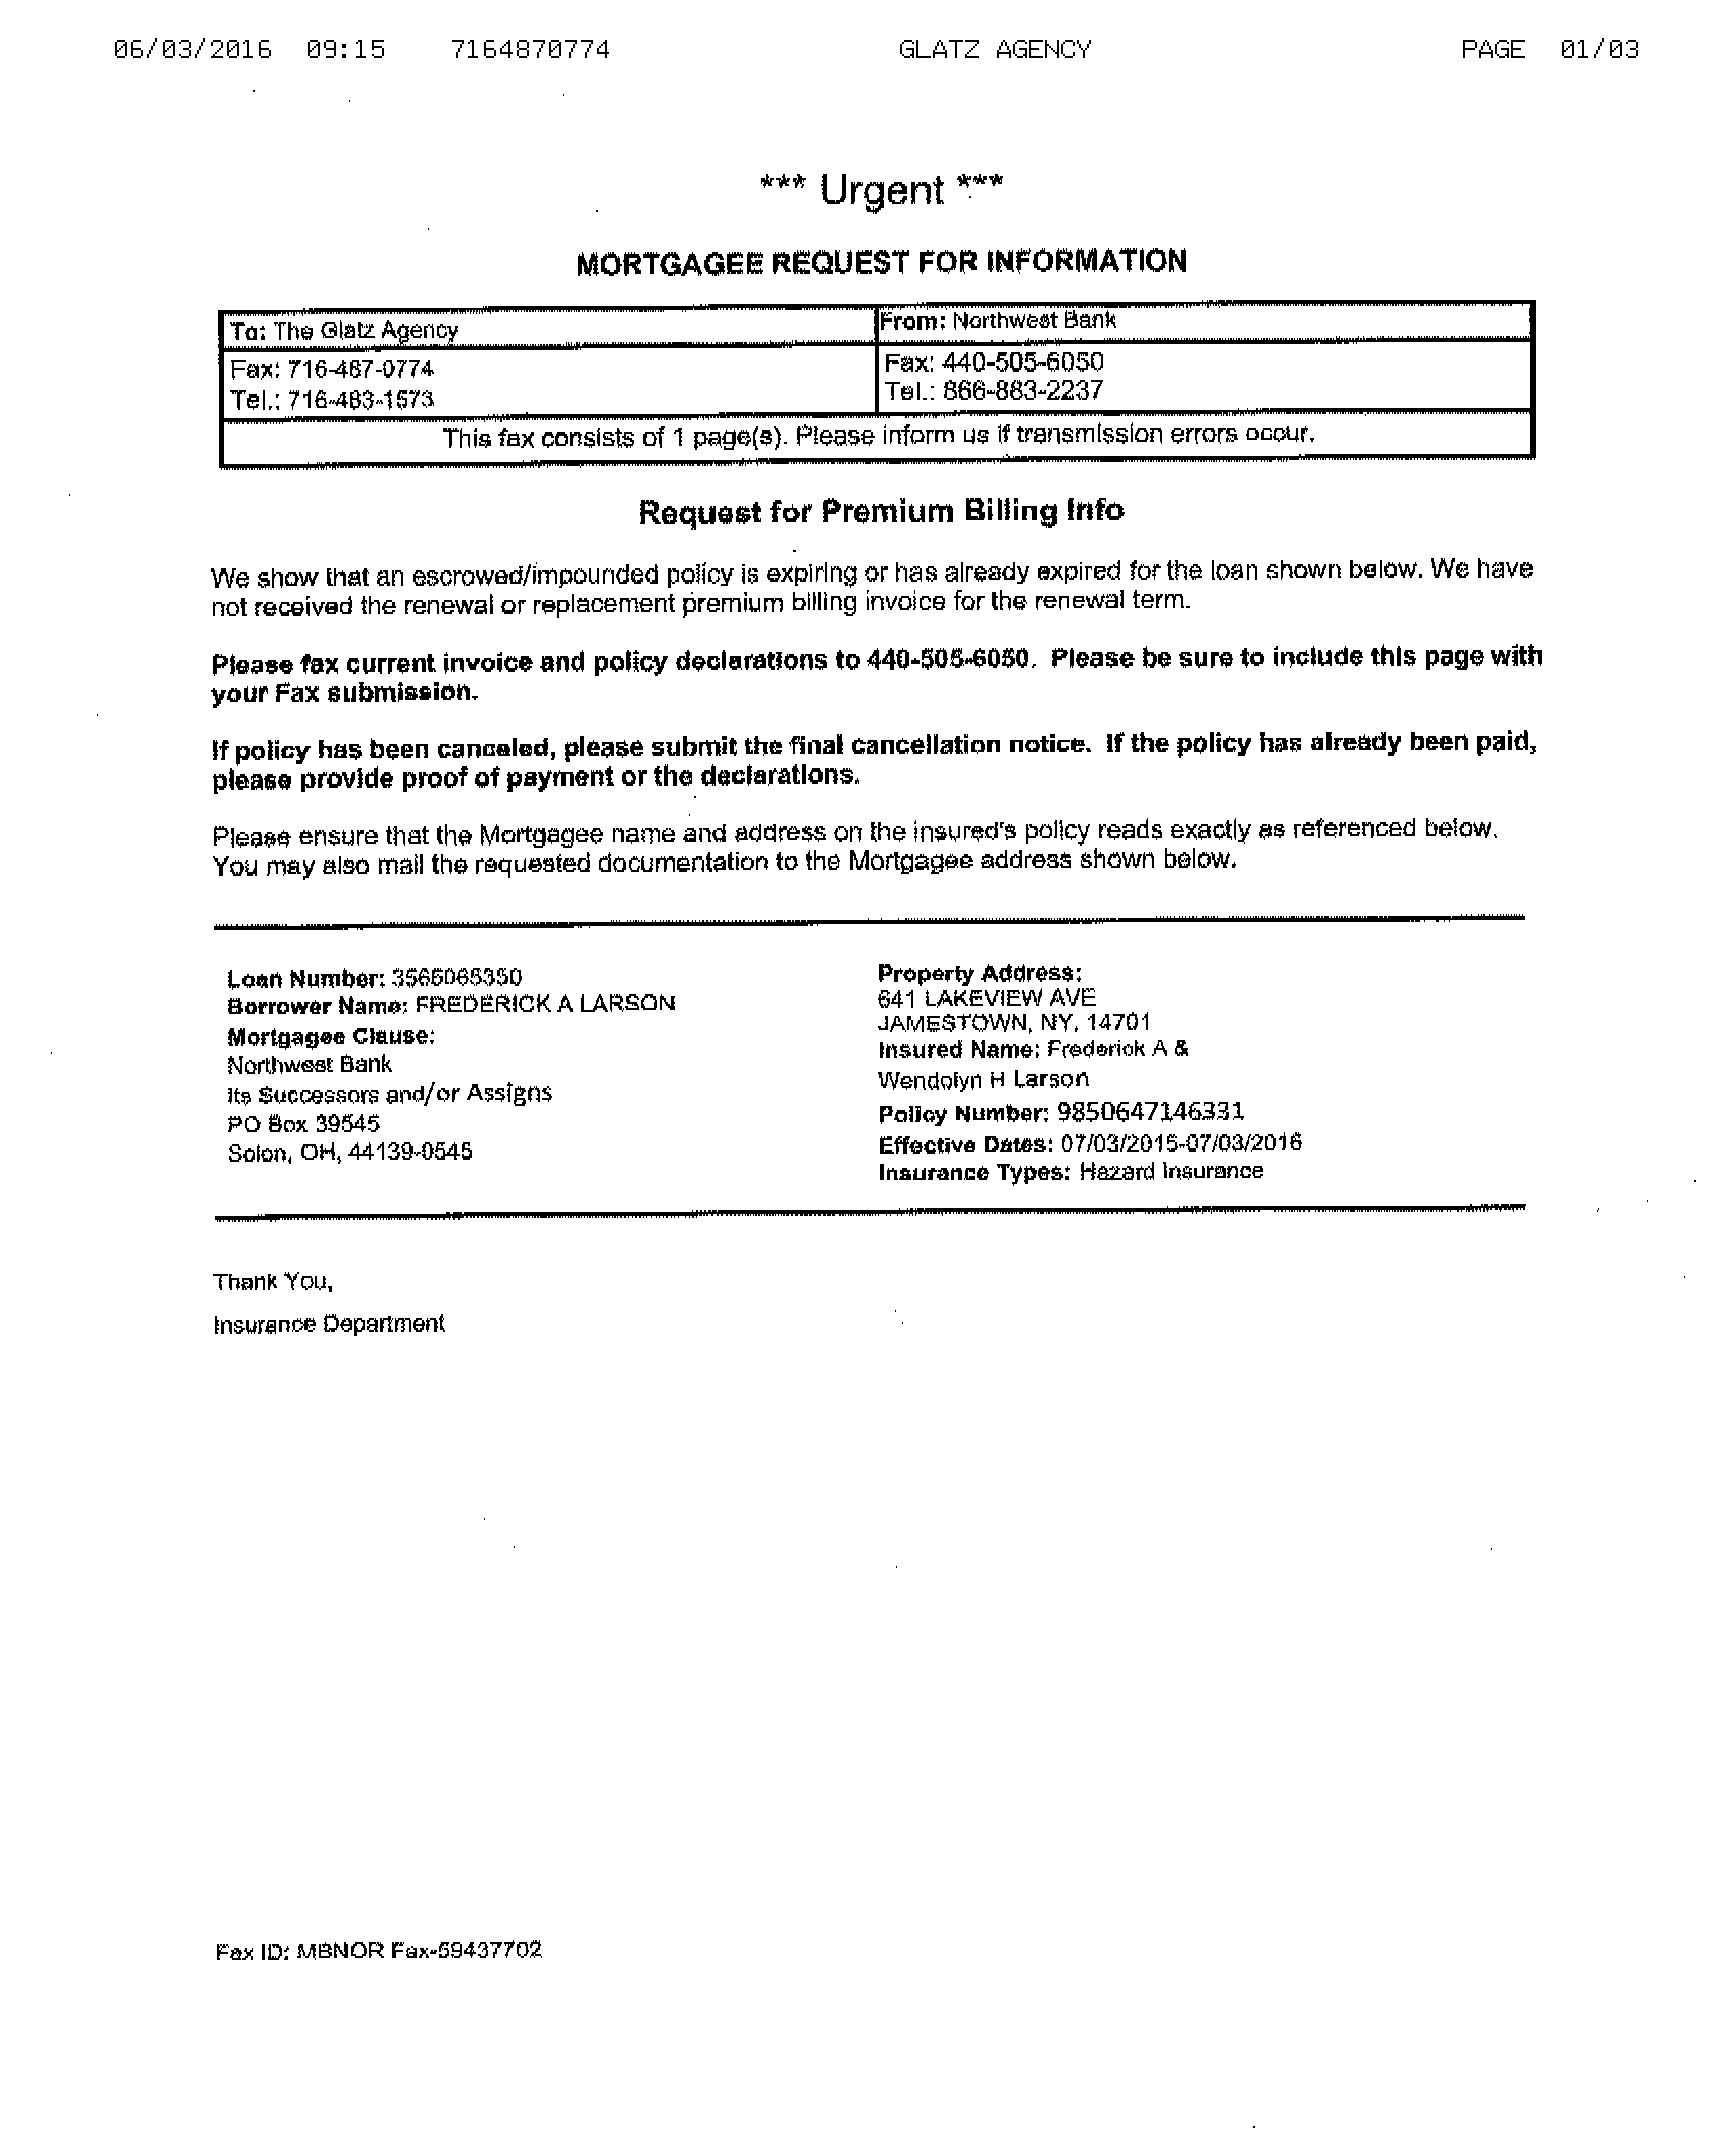 06/03/2016 09:15 7164870774 GLATZ AGENCY PAGE 01/03
*** Urgent ***
MORTGAGEE REQUEST FOR INFORMATION
To: The Glatz Agency
From: Northwest Bank
Fax: 716-487-0774
Tel.: 716-483-1573
Fax: 440-505-6050
Tel.: 866-883-2237
This fax consists of 1 page(s). Please inform us if transmission errors occur.
Request for Premium Billing Info
We show that an escrowed/impounded policy is expiring or has already expired for the loan shown below. We have
not received the renewal or replacement premium billing invoice for the renewal term.
Please fax current invoice and policy declarations to 440-505-6050. Please be sure to include this page with
your Fax submission.
If policy has been canceled, please submit the final cancellation notice. If the policy has already been paid,
please provide proof of payment or the declarations.
Please ensure that the Mortgagee name and address on the insured's policy reads exactly as referenced below.
You may also mail the requested documentation to the Mortgagee address shown below.
Loan Number:
Borrower Name: FREDERICK A LARSON
Mortgagee Clause:
Northwest Bank
Its Successors and/or Assigns
PO Box 39545
Solon, OH, 44139-0545
Property Address:
641 LAKEVIEW AVE
JAMESTOWN, NY, 14701
Insured Name: Frederick A &
Wendolyn H Larson
Policy Number: 9850647146331
Effective Dates: 07/03/2015-07/03/2016
Insurance Types: Hazard Insurance
Thank You,
Insurance Department
Fax ID: MBNOR Fax-59437702